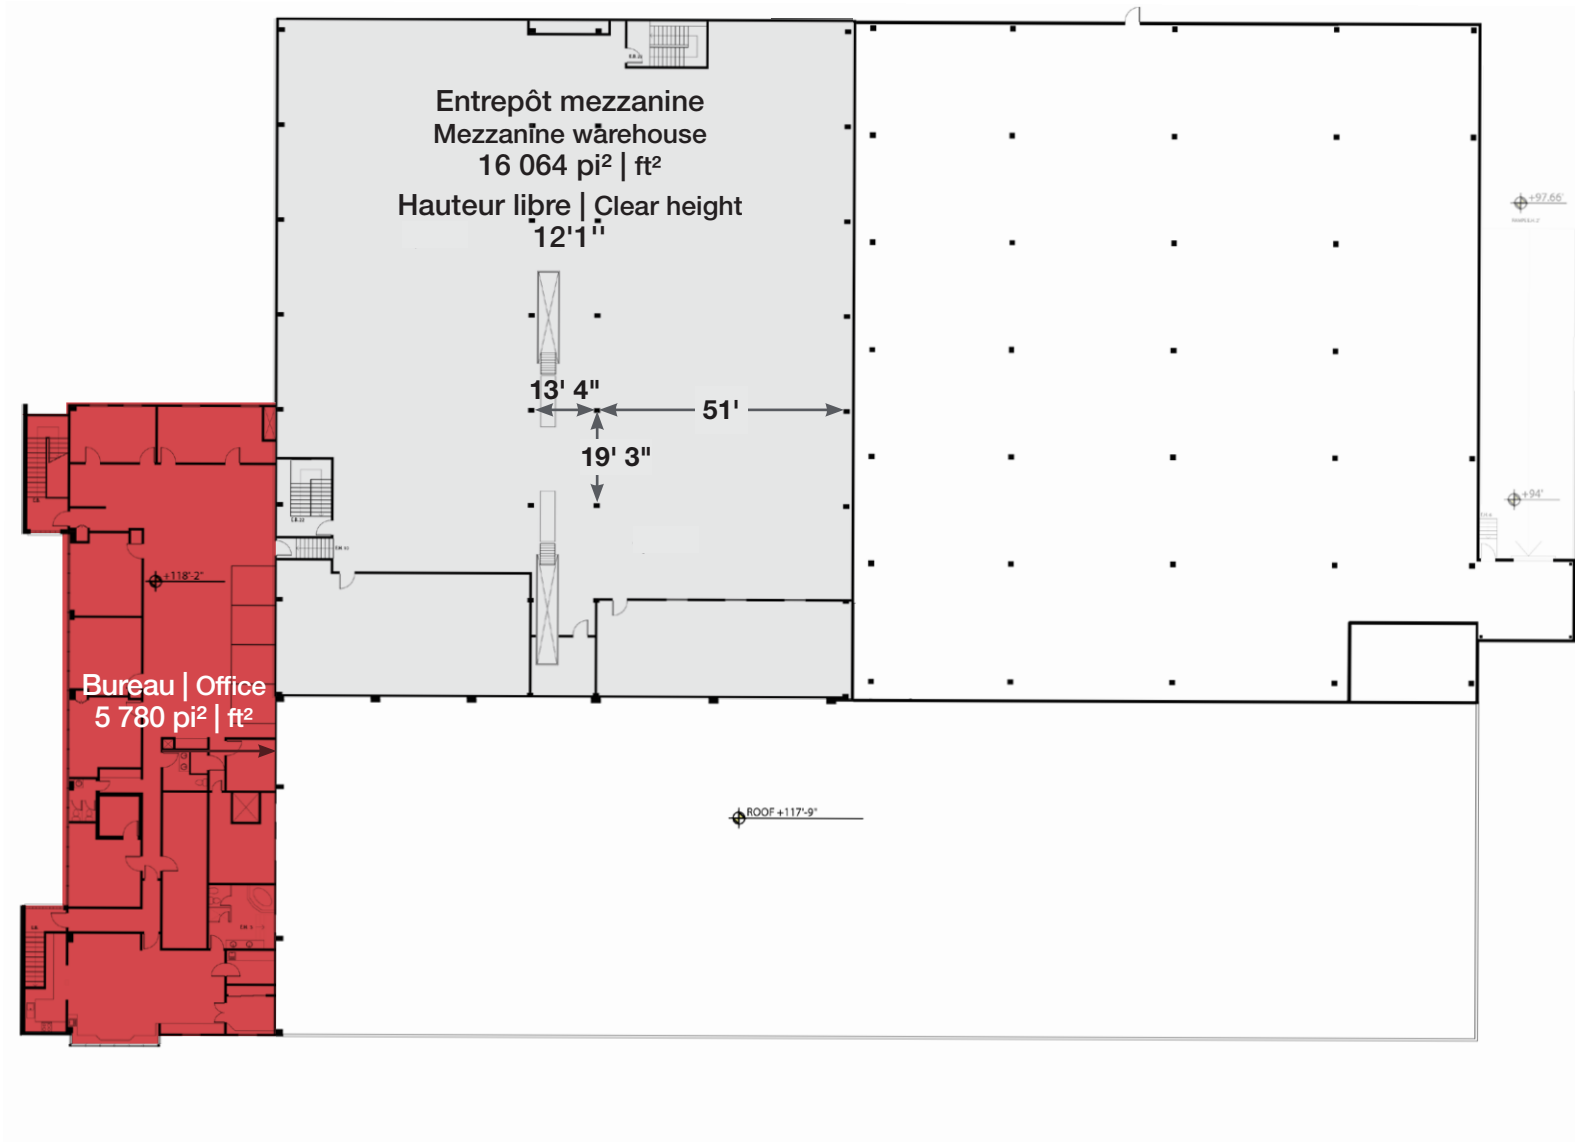 Entrepôt mezzanine
Mezzanine warehouse
16 064 pi² | ft²
Hauteur libre | Clear height
12'1''
+97.66'
13' 4"
51'
19' 3"
+94'
+118'-2"
Bureau | Office
5 780 pi² | ft²
ROOF +117'-9"